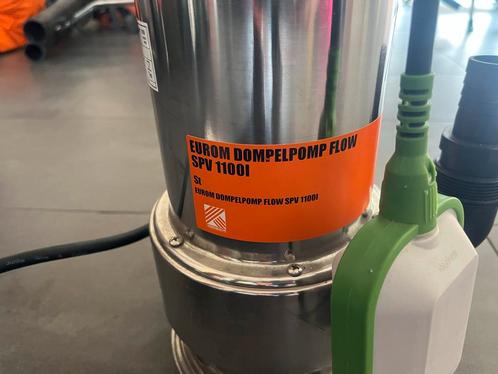 EUROM DOMPELPOMP FLOW
SPV 1100I
St
EUROM DOMPELPOMP FLOW SPV 1100I